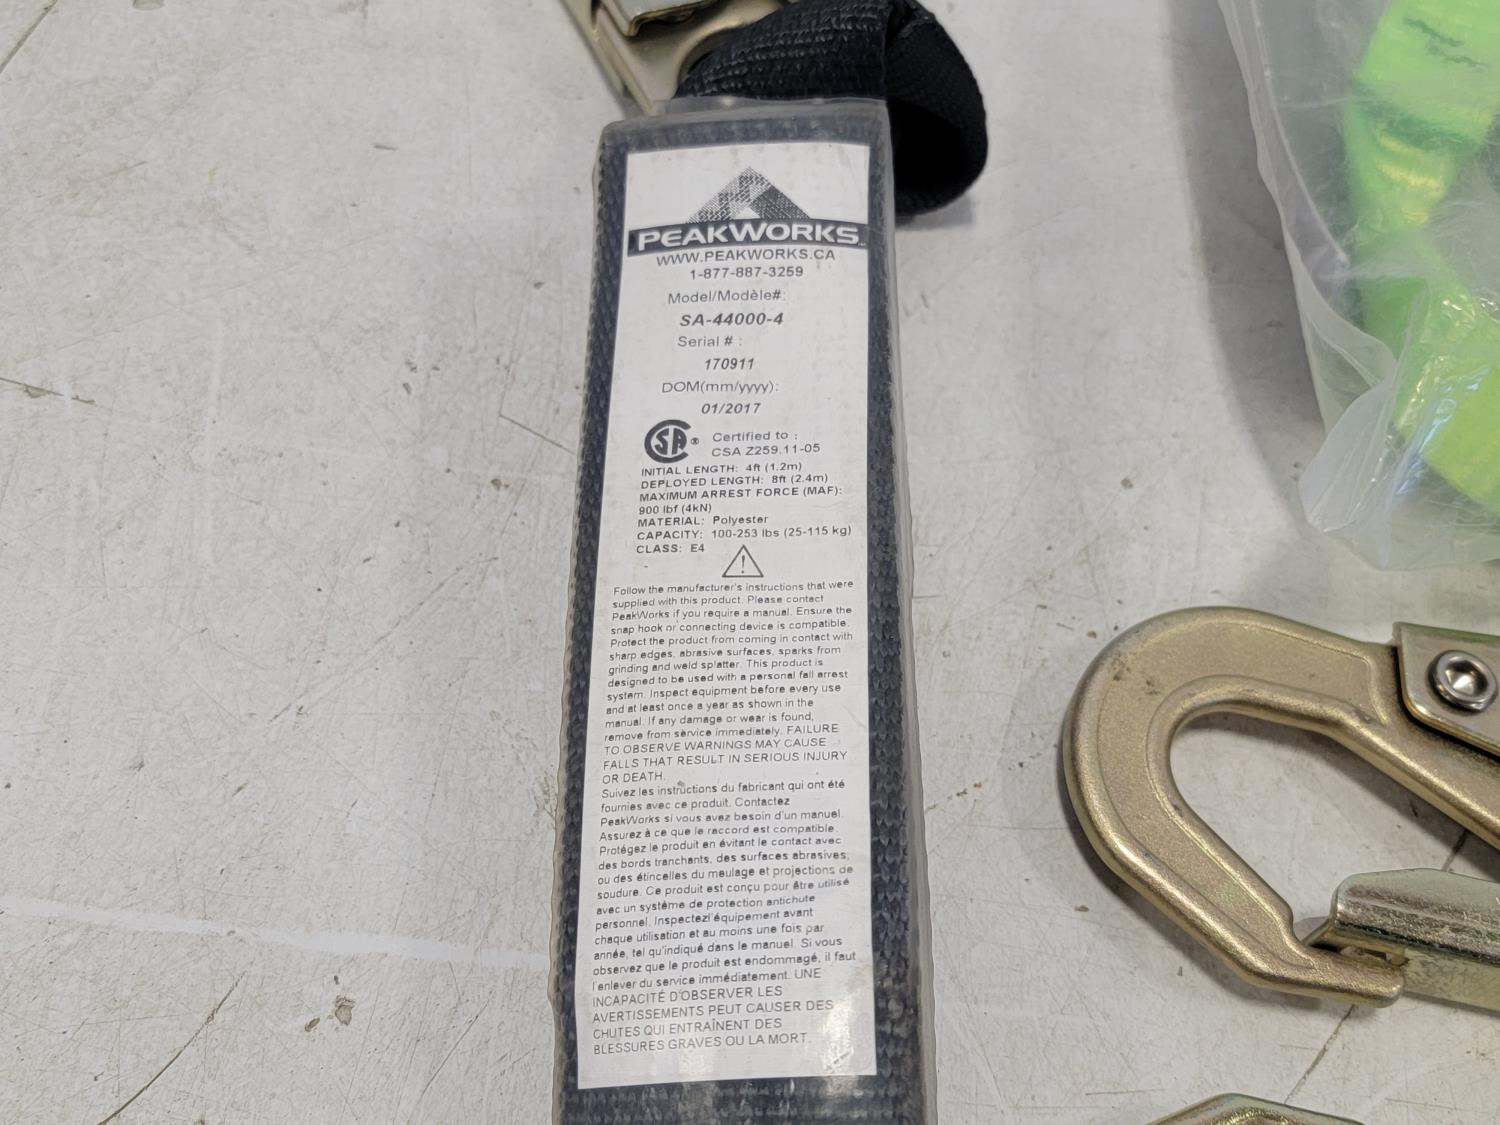 PEAKWORKS
WWW.PEAKWORKS.CA
1-877-887-3259
Model/Modèle#:
SA-44000-4
Serial # :
170911
DOM(mm/yyyy):
01/2017
CSA ® Certified to :
CSA Z259.11-05
INITIAL LENGTH: 4ft (1.2m)
DEPLOYED LENGTH: 8ft (2.4m)
MAXIMUM ARREST FORCE (MAF):
900 lbf (4kN)
MATERIAL: Polyester
CAPACITY: 100-253 lbs (25-115 kg)
CLASS: E4
Follow the manufacturer's instructions that were
supplied with this product. Please contact
PeakWorks if you require a manual. Ensure the
snap hook or connecting device is compatible.
Protect the product from coming in contact with
sharp edges, abrasive surfaces, sparks from
grinding and weld splatter. This product is
designed to be used with a personal fall arrest
system. Inspect equipment before every use
and at least once a year as shown in the
manual. If any damage or wear is found,
remove from service immediately. FAILURE
TO OBSERVE WARNINGS MAY CAUSE
FALLS THAT RESULT IN SERIOUS INJURY
OR DEATH.
Suivez les instructions du fabricant qui ont été
fournies avec ce produit. Contactez
PeakWorks si vous avez besoin d'un manuel.
Assurez à ce que le raccord est compatible.
Protégez le produit en évitant le contact avec
des bords tranchants, des surfaces abrasives,
ou des étincelles du meulage et projections de
soudure. Ce produit est conçu pour être utilisé
avec un système de protection antichute
personnel. Inspectezl'équipement avant
chaque utilisation et au moins une fois par
année, tel qu'indiqué dans le manuel. Si vous
observez que le produit est endommagé, il faut
l'enlever du service immédiatement. UNE
INCAPACITÉ D'OBSERVER LES
AVERTISSEMENTS PEUT CAUSER DES
CHUTES QUI ENTRAÎNENT DES
BLESSURES GRAVES OU LA MORT.